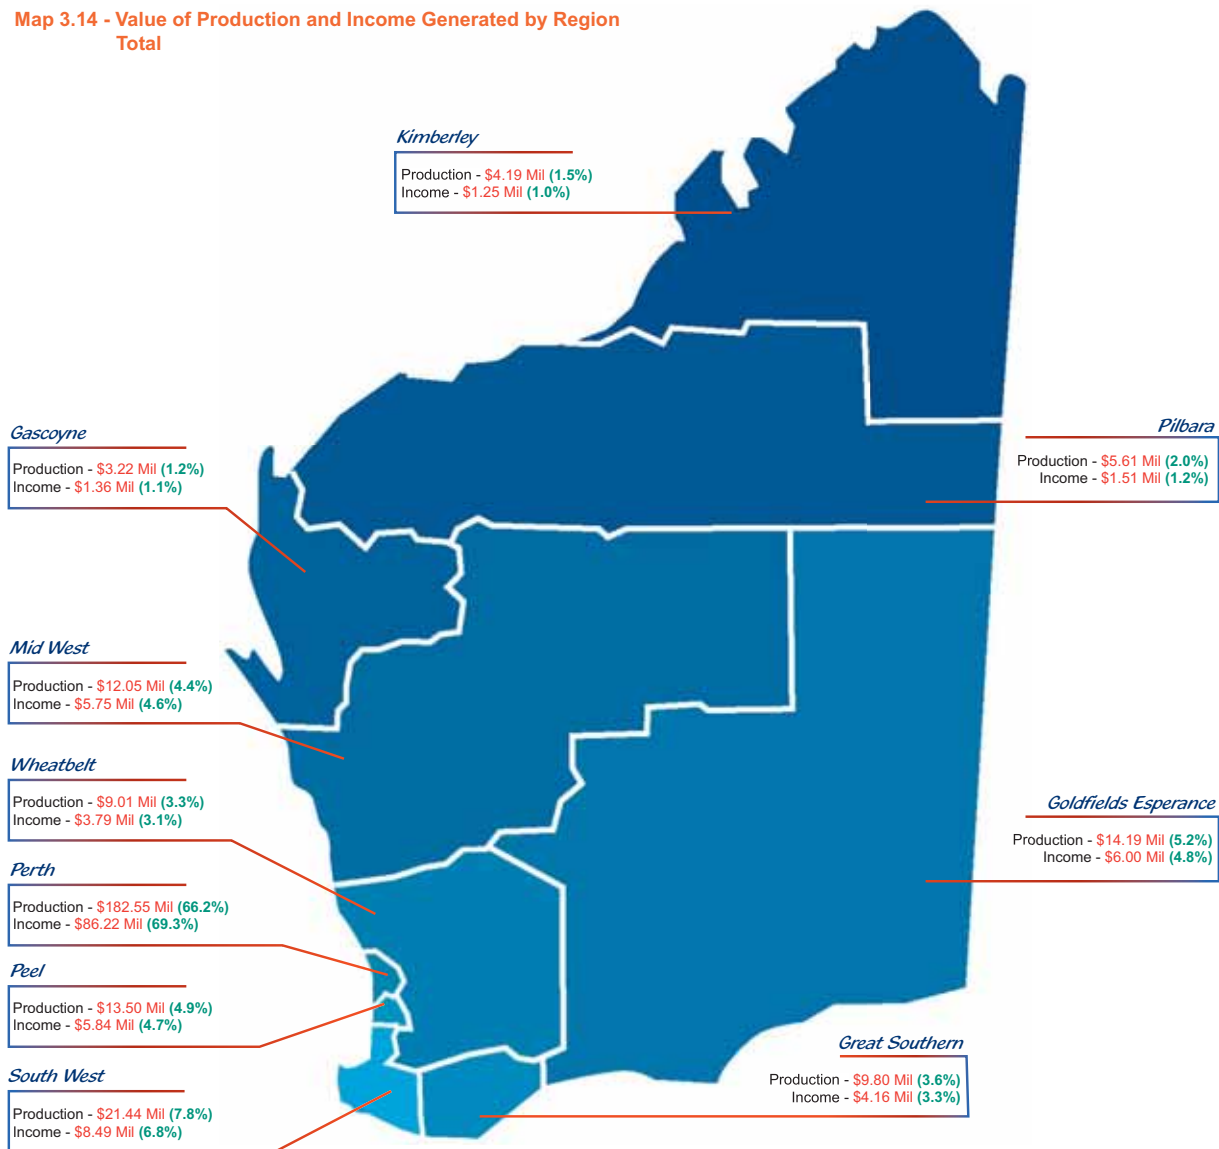 Map 3.14 - Value of Production and Income Generated by Region
Total
Kimberley
Production - $4.19 Mil (1.5%)
Income - $1.25 Mil (1.0%)
Gascoyne
Production - $3.22 Mil (1.2%)
Income - $1.36 Mil (1.1%)
Pilbara
Production - $5.61 Mil (2.0%)
Income - $1.51 Mil (1.2%)
Mid West
Production - $12.05 Mil (4.4%)
Income - $5.75 Mil (4.6%)
Wheatbelt
Production - $9.01 Mil (3.3%)
Income - $3.79 Mil (3.1%)
Goldfields Esperance
Production - $14.19 Mil (5.2%)
Income - $6.00 Mil (4.8%)
Perth
Production - $182.55 Mil (66.2%)
Income - $86.22 Mil (69.3%)
Peel
Production - $13.50 Mil (4.9%)
Income - $5.84 Mil (4.7%)
Great Southern
Production - $9.80 Mil (3.6%)
Income - $4.16 Mil (3.3%)
South West
Production - $21.44 Mil (7.8%)
Income - $8.49 Mil (6.8%)